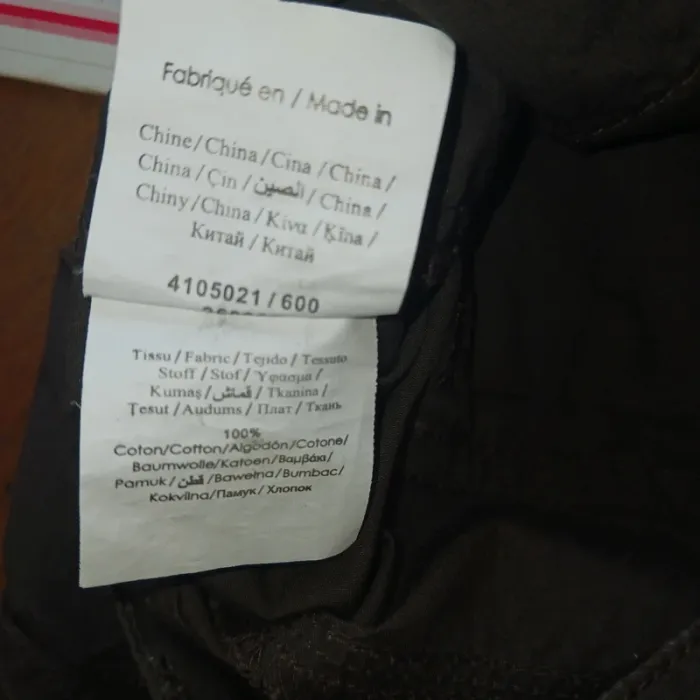 Fabriqué en / Made in
Chine / China / Cina / China /
China / Çin / الصين / China /
Chiny / China / Κίνα / Ķīna /
Китай / Китай
4105021 / 600
Tissu / Fabric / Tejido / Tessuto
Stoff / Stof / Ύφασμα /
Kumaş / قماش / Tkanina /
Ţesut / Audums / Плат / Ткань
100%
Coton/Cotton/Algodón/Cotone/
Baumwolle/Katoen/Βαμβάκι/
Pamuk / قطن / Bawełna/Bumbac/
Kokvilna/Памук / Хлопок